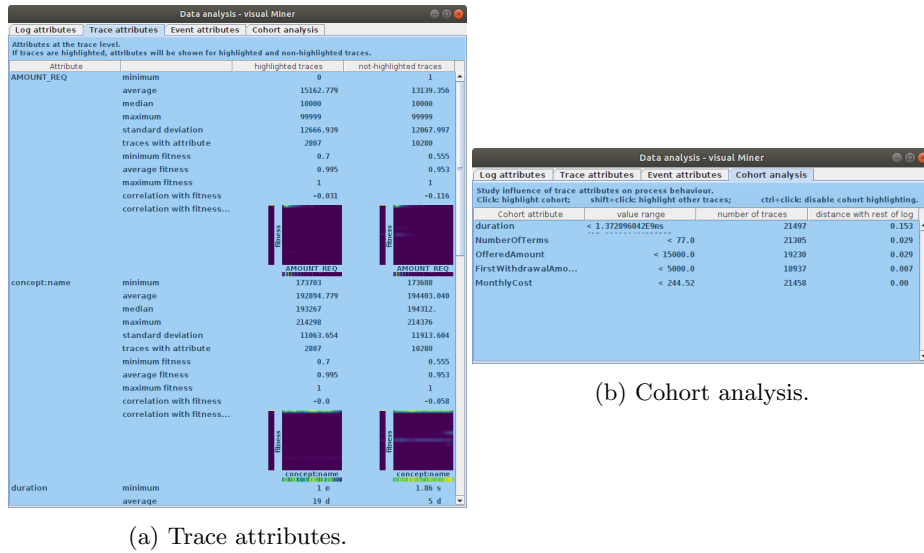 Data analysis - visual Miner
Log attributes Trace attributes Event attributes Cohort analysis
Attributes at the trace level.
If traces are highlighted, attributes will be shown for highlighted and non-highlighted traces.
Attribute highlighted traces not-highlighted traces
AMOUNT_REQ minimum 0 1
average 15162.779 13139.356
median 10000 10000
maximum 99999 99999
standard deviation 12666.939 12067.997
traces with attribute 2807 10280
minimum fitness 0.7 0.555
average fitness 0.995 0.953
maximum fitness 1 1
correlation with fitness -0.031 -0.116
correlation with fitness...
fitness fitness
AMOUNT_REQ AMOUNT_REQ
concept:name minimum 173703 173688
average 192894.779 194403.040
median 193267 194312.
maximum 214298 214376
standard deviation 11063.654 11913.604
traces with attribute 2807 10280
minimum fitness 0.7 0.555
average fitness 0.995 0.953
maximum fitness 1 1
correlation with fitness -0.0 -0.058
correlation with fitness...
fitness fitness
concept:name concept:name
duration minimum 1 m 1.86 s
average 19 d 5 d
(a) Trace attributes.
Data analysis - visual Miner
Log attributes Trace attributes Event attributes Cohort analysis
Study influence of trace attributes on process behaviour.
Click: highlight cohort; shift+click: highlight other traces; ctrl+click: disable cohort highlighting.
Cohort attribute value range number of traces distance with rest of log
duration < 1.372896042E9ms 21497 0.153
NumberOfTerms < 77.0 21305 0.029
OfferedAmount < 15000.0 19230 0.029
FirstWithdrawalAmo... < 5000.0 18937 0.007
MonthlyCost < 244.52 21458 0.00
(b) Cohort analysis.